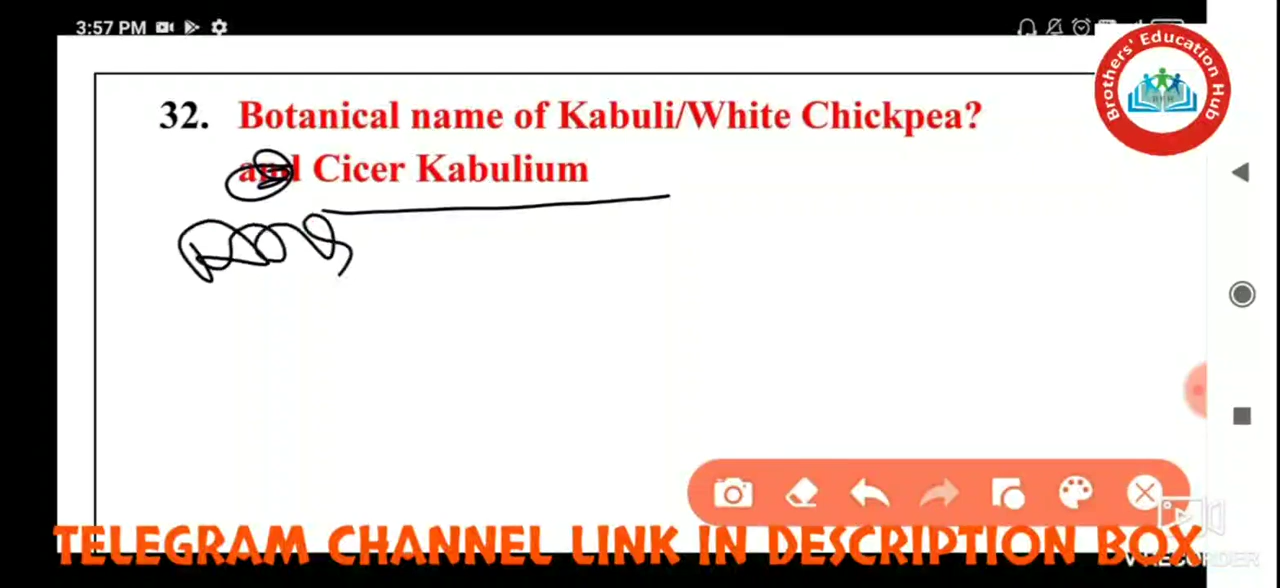 3:57 PM
Brothers' Education Hub
32. Botanical name of Kabuli/White Chickpea?
and Cicer Kabulium
TELEGRAM CHANNEL LINK IN DESCRIPTION BOX